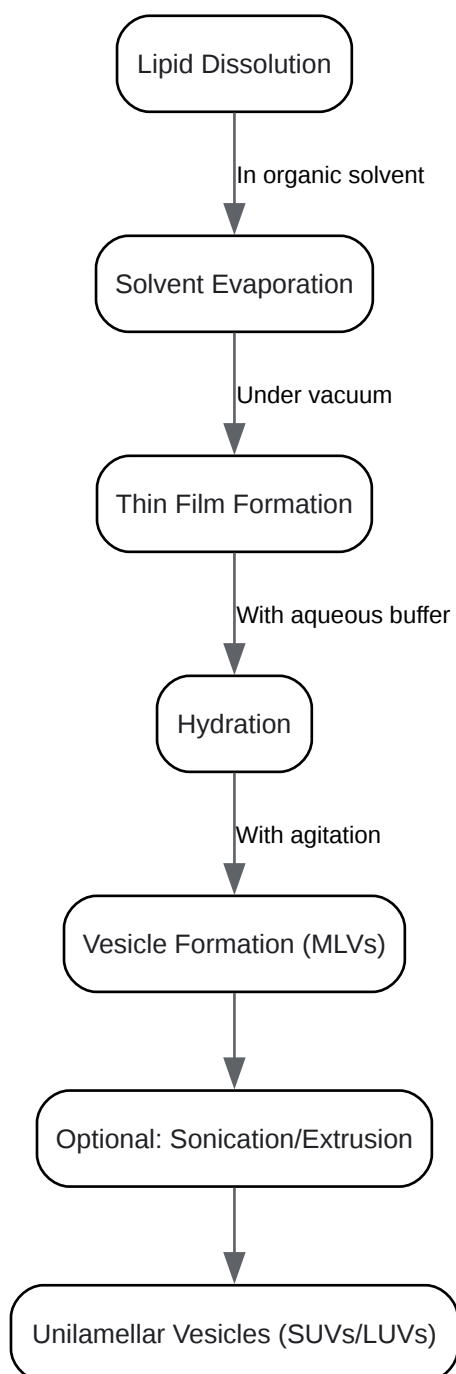 Lipid Dissolution
In organic solvent
Solvent Evaporation
Under vacuum
Thin Film Formation
With aqueous buffer
Hydration
With agitation
Vesicle Formation (MLVs)
Optional: Sonication/Extrusion
Unilamellar Vesicles (SUVs/LUVs)